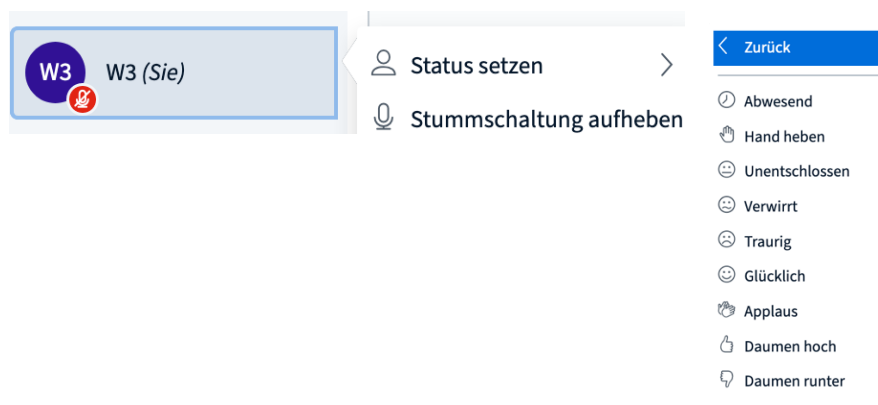 W3
W3 (Sie)
Status setzen
Stummschaltung aufheben
Zurück
Abwesend
Hand heben
Unentschlossen
Verwirrt
Traurig
Glücklich
Applaus
Daumen hoch
Daumen runter